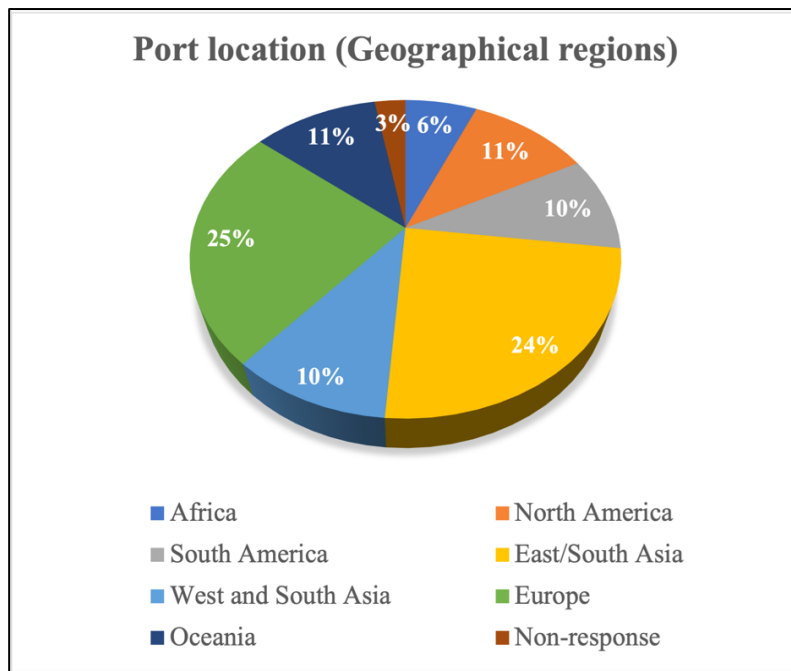 Port location (Geographical regions)
3%
6%
11%
11%
10%
25%
24%
10%
Africa
North America
South America
East/South Asia
West and South Asia
Europe
Oceania
Non-response